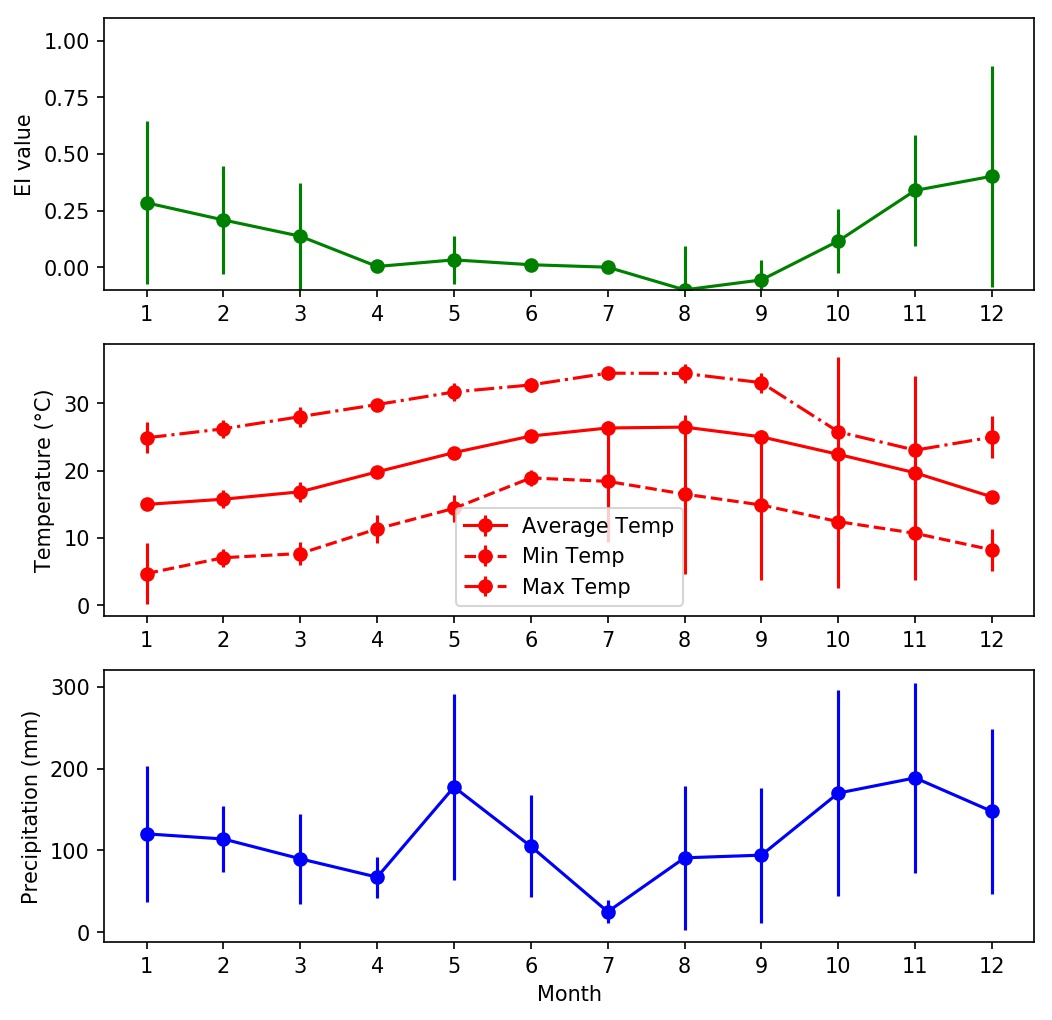 EI value
1.00
0.75
0.50
0.25
0.00
1 2 3 4 5 6 7 8 9 10 11 12
Temperature (°C)
30
20
10
0
Average Temp
Min Temp
Max Temp
1 2 3 4 5 6 7 8 9 10 11 12
Precipitation (mm)
300
200
100
0
1 2 3 4 5 6 7 8 9 10 11 12
Month